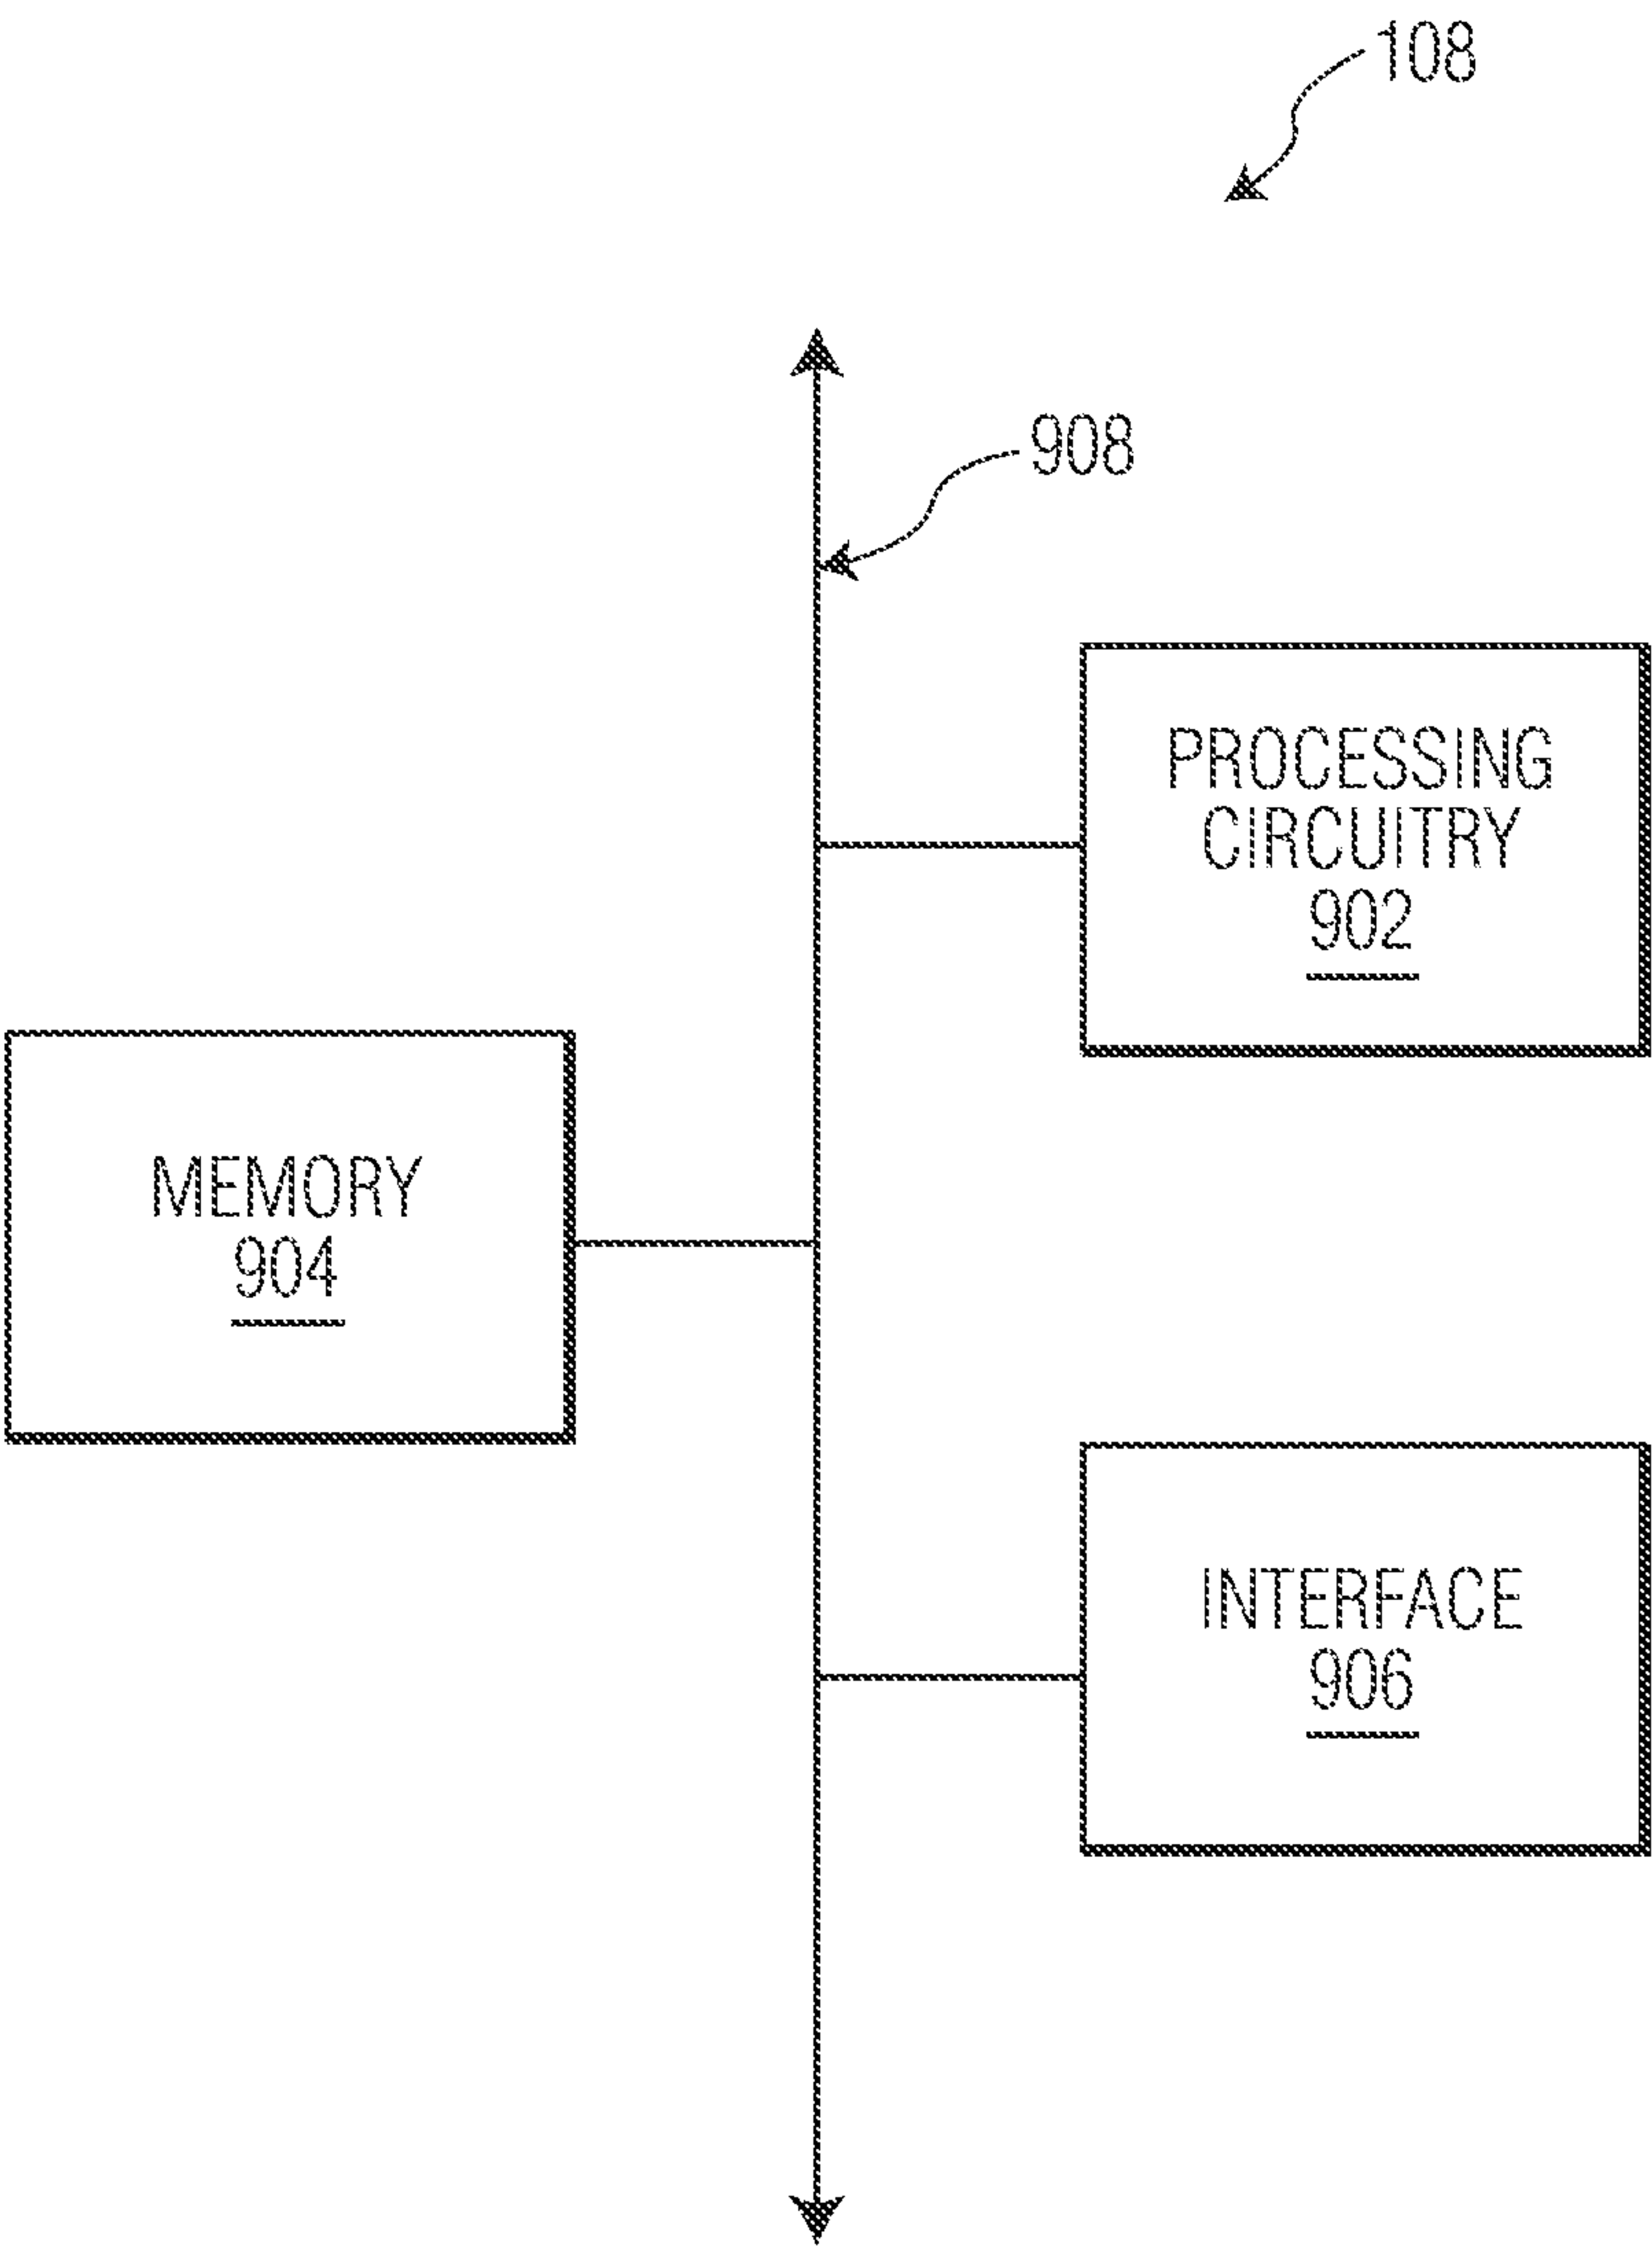 108
908
PROCESSING
CIRCUITRY
902
MEMORY
904
INTERFACE
906